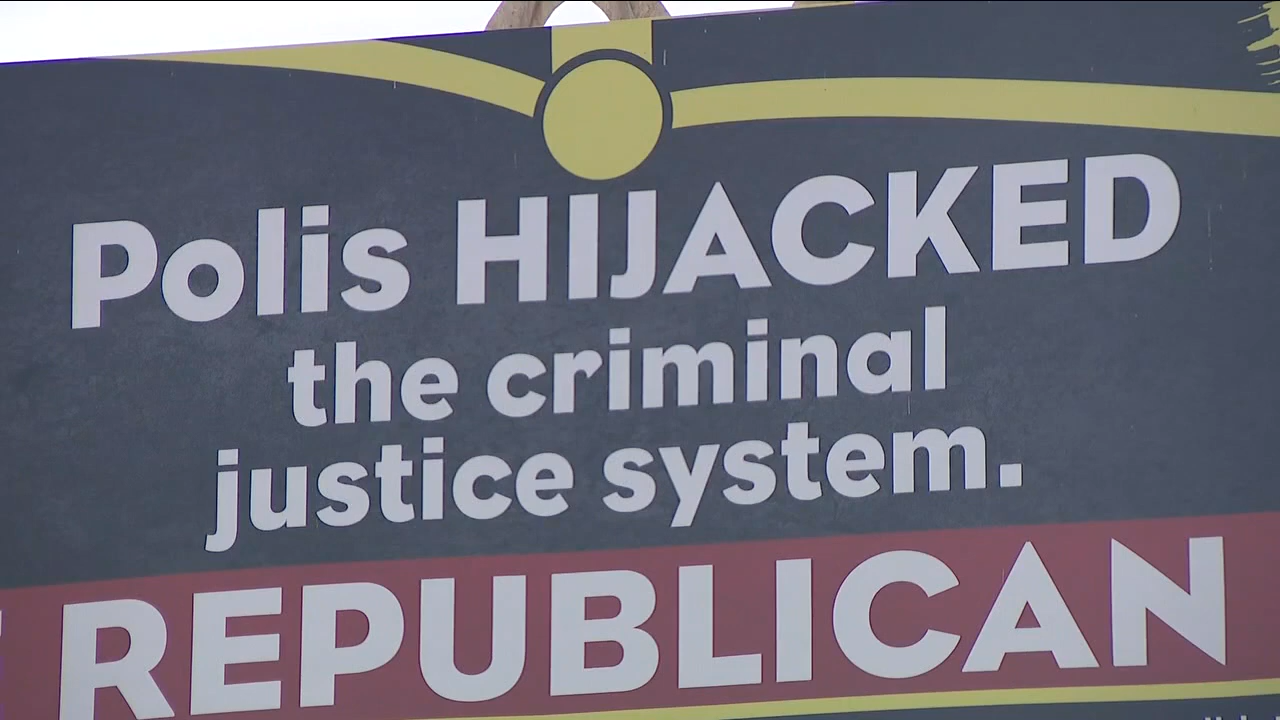 Polis HIJACKED
the criminal
justice system.
REPUBLICAN